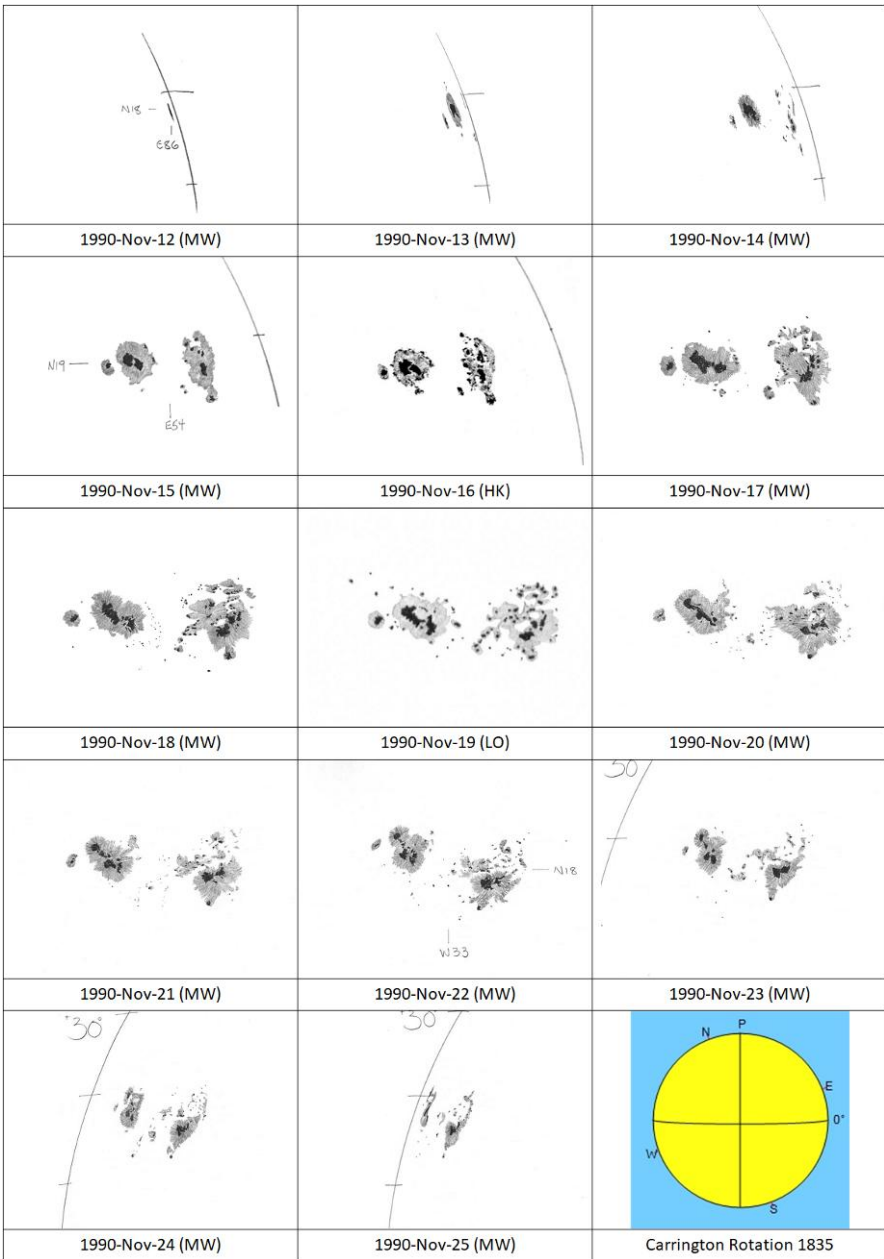 N18
E86
1990-Nov-12 (MW)
1990-Nov-13 (MW)
1990-Nov-14 (MW)
N19
E54
1990-Nov-15 (MW)
1990-Nov-16 (HK)
1990-Nov-17 (MW)
1990-Nov-18 (MW)
1990-Nov-19 (LO)
1990-Nov-20 (MW)
1990-Nov-21 (MW)
N18
W33
1990-Nov-22 (MW)
30
1990-Nov-23 (MW)
+30°
1990-Nov-24 (MW)
+30°
1990-Nov-25 (MW)
P
N
E
0°
W
S
Carrington Rotation 1835